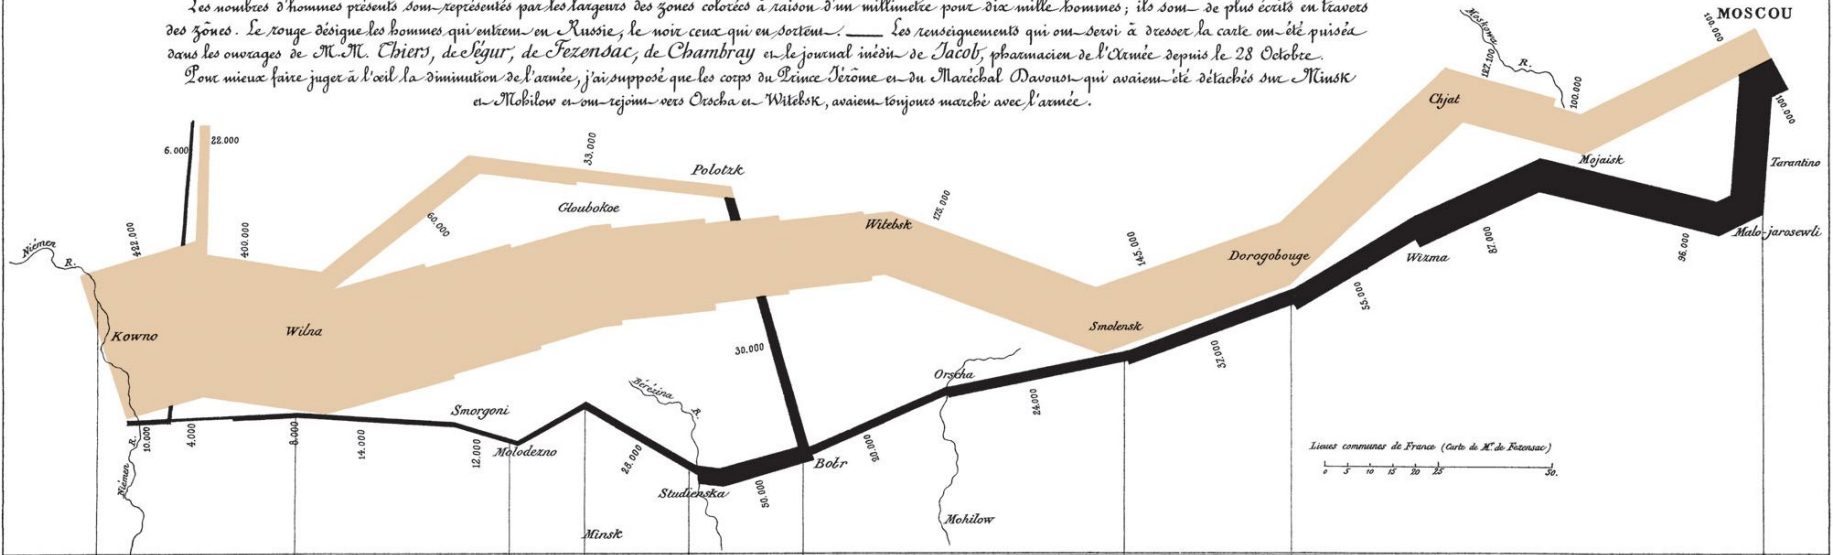 Les nombres d'hommes présents sont représentés par les largeurs des zones colorées à raison d'un millimètre pour dix mille hommes; ils sont de plus écrits en travers
des zônes. Le rouge désigne les hommes qui entrent en Russie, le noir ceux qui en sortent. — Les renseignements qui ont servi à dresser la carte ont été puisés
dans les ouvrages de M.M. Thiers, de Ségur, de Fezensac, de Chambray et le journal inédit de Jacob, pharmacien de l'Armée depuis le 28 Octobre.
Pour mieux faire juger à l'œil la diminution de l'armée, j'ai supposé que les corps du Prince Jérôme et du Maréchal Davoust qui avaient été détachés sur Minsk
et Mohilow et ont rejoint vers Orscha et Witebsk, avaient toujours marché avec l'armée.
MOSCOU
100.000
Moskowa R.
127.100
100.000
Chjat
100.000
Mojaisk
Tarantino
Malo-jarosewli
6.000
22.000
33.000
Polotzk
Gloubokoe
60.000
422.000
400.000
Niémen R.
Witebsk
175.000
145.000
Dorogobouge
Wizma
87.000
96.000
55.000
Kowno
Wilna
Smolensk
30.000
37.000
Orscha
24.000
Bérézina R.
Smorgoni
10.000
4.000
8.000
14.000
12.000
Molodezno
28.000
Botr
20.000
Studienska
50.000
Niémen R.
Minsk
Mohilow
Lieues communes de France (Carte de Mr. de Fezensac)
0 5 10 15 20 25 50.